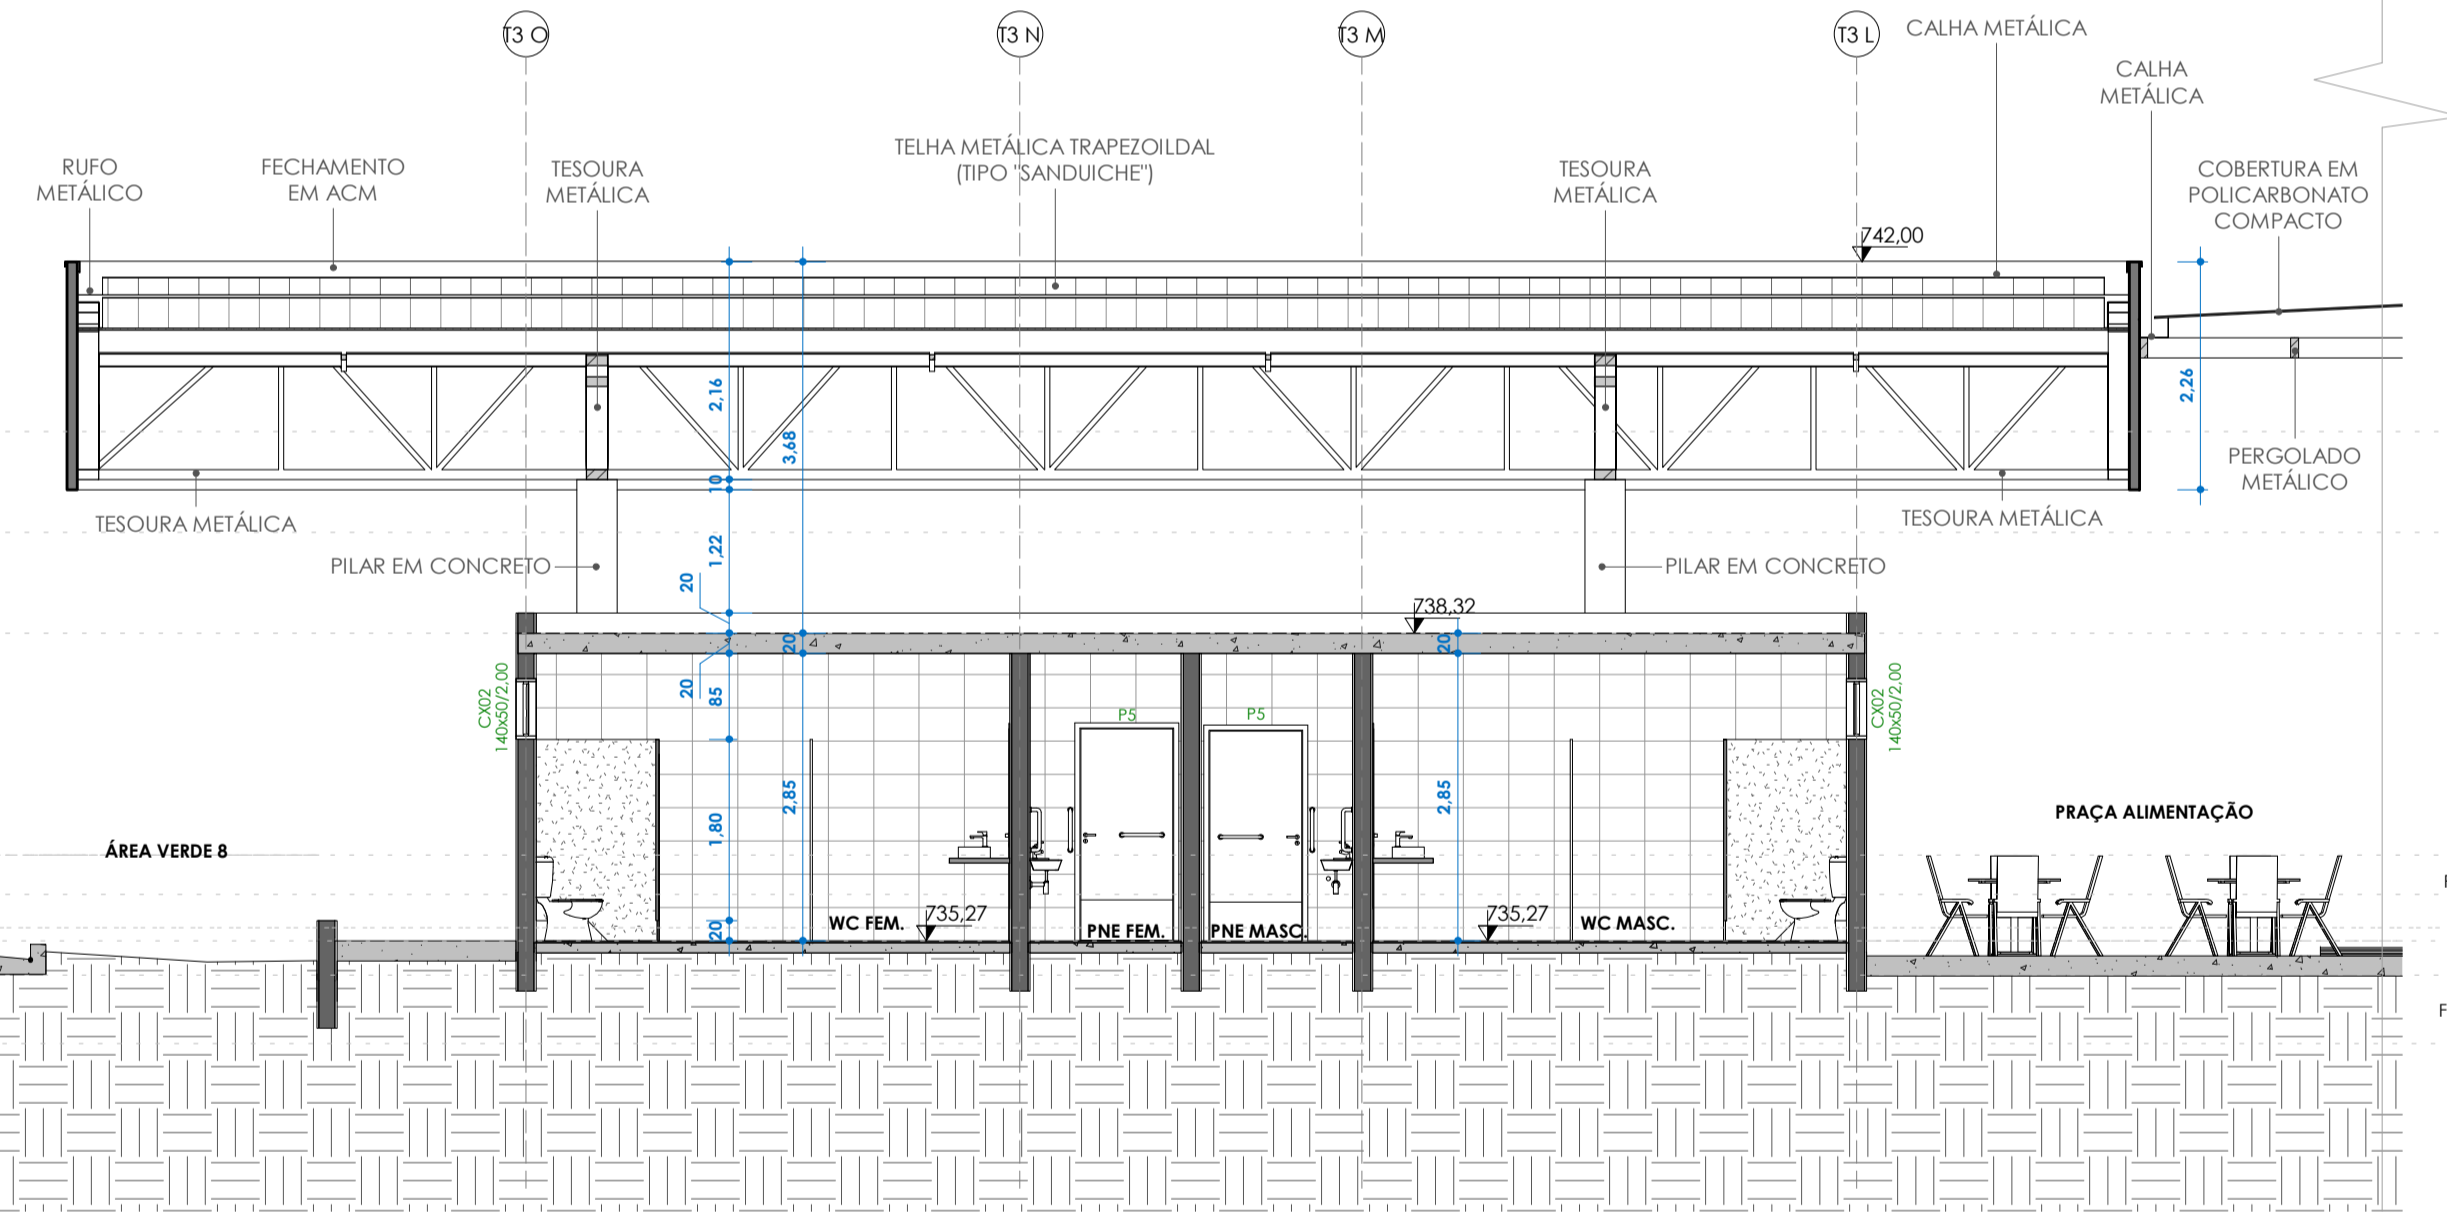 T3 O
T3 N
T3 M
T3 L
CALHA METÁLICA
CALHA
METÁLICA
RUFO
METÁLICO
FECHAMENTO
EM ACM
TESOURA
METÁLICA
TELHA METÁLICA TRAPEZOILDAL
(TIPO "SANDUICHE")
TESOURA
METÁLICA
COBERTURA EM
POLICARBONATO
COMPACTO
742,00
2,16
3,68
2,26
10
TESOURA METÁLICA
TESOURA METÁLICA
PERGOLADO
METÁLICO
PILAR EM CONCRETO
1,22
PILAR EM CONCRETO
20
738,32
20
20
20
85
CX02
140x50/2,00
CX02
140x50/2,00
P5
P5
2,85
1,80
2,85
20
ÁREA VERDE 8
PRAÇA ALIMENTAÇÃO
WC FEM.
735,27
PNE FEM.
PNE MASC.
735,27
WC MASC.
F